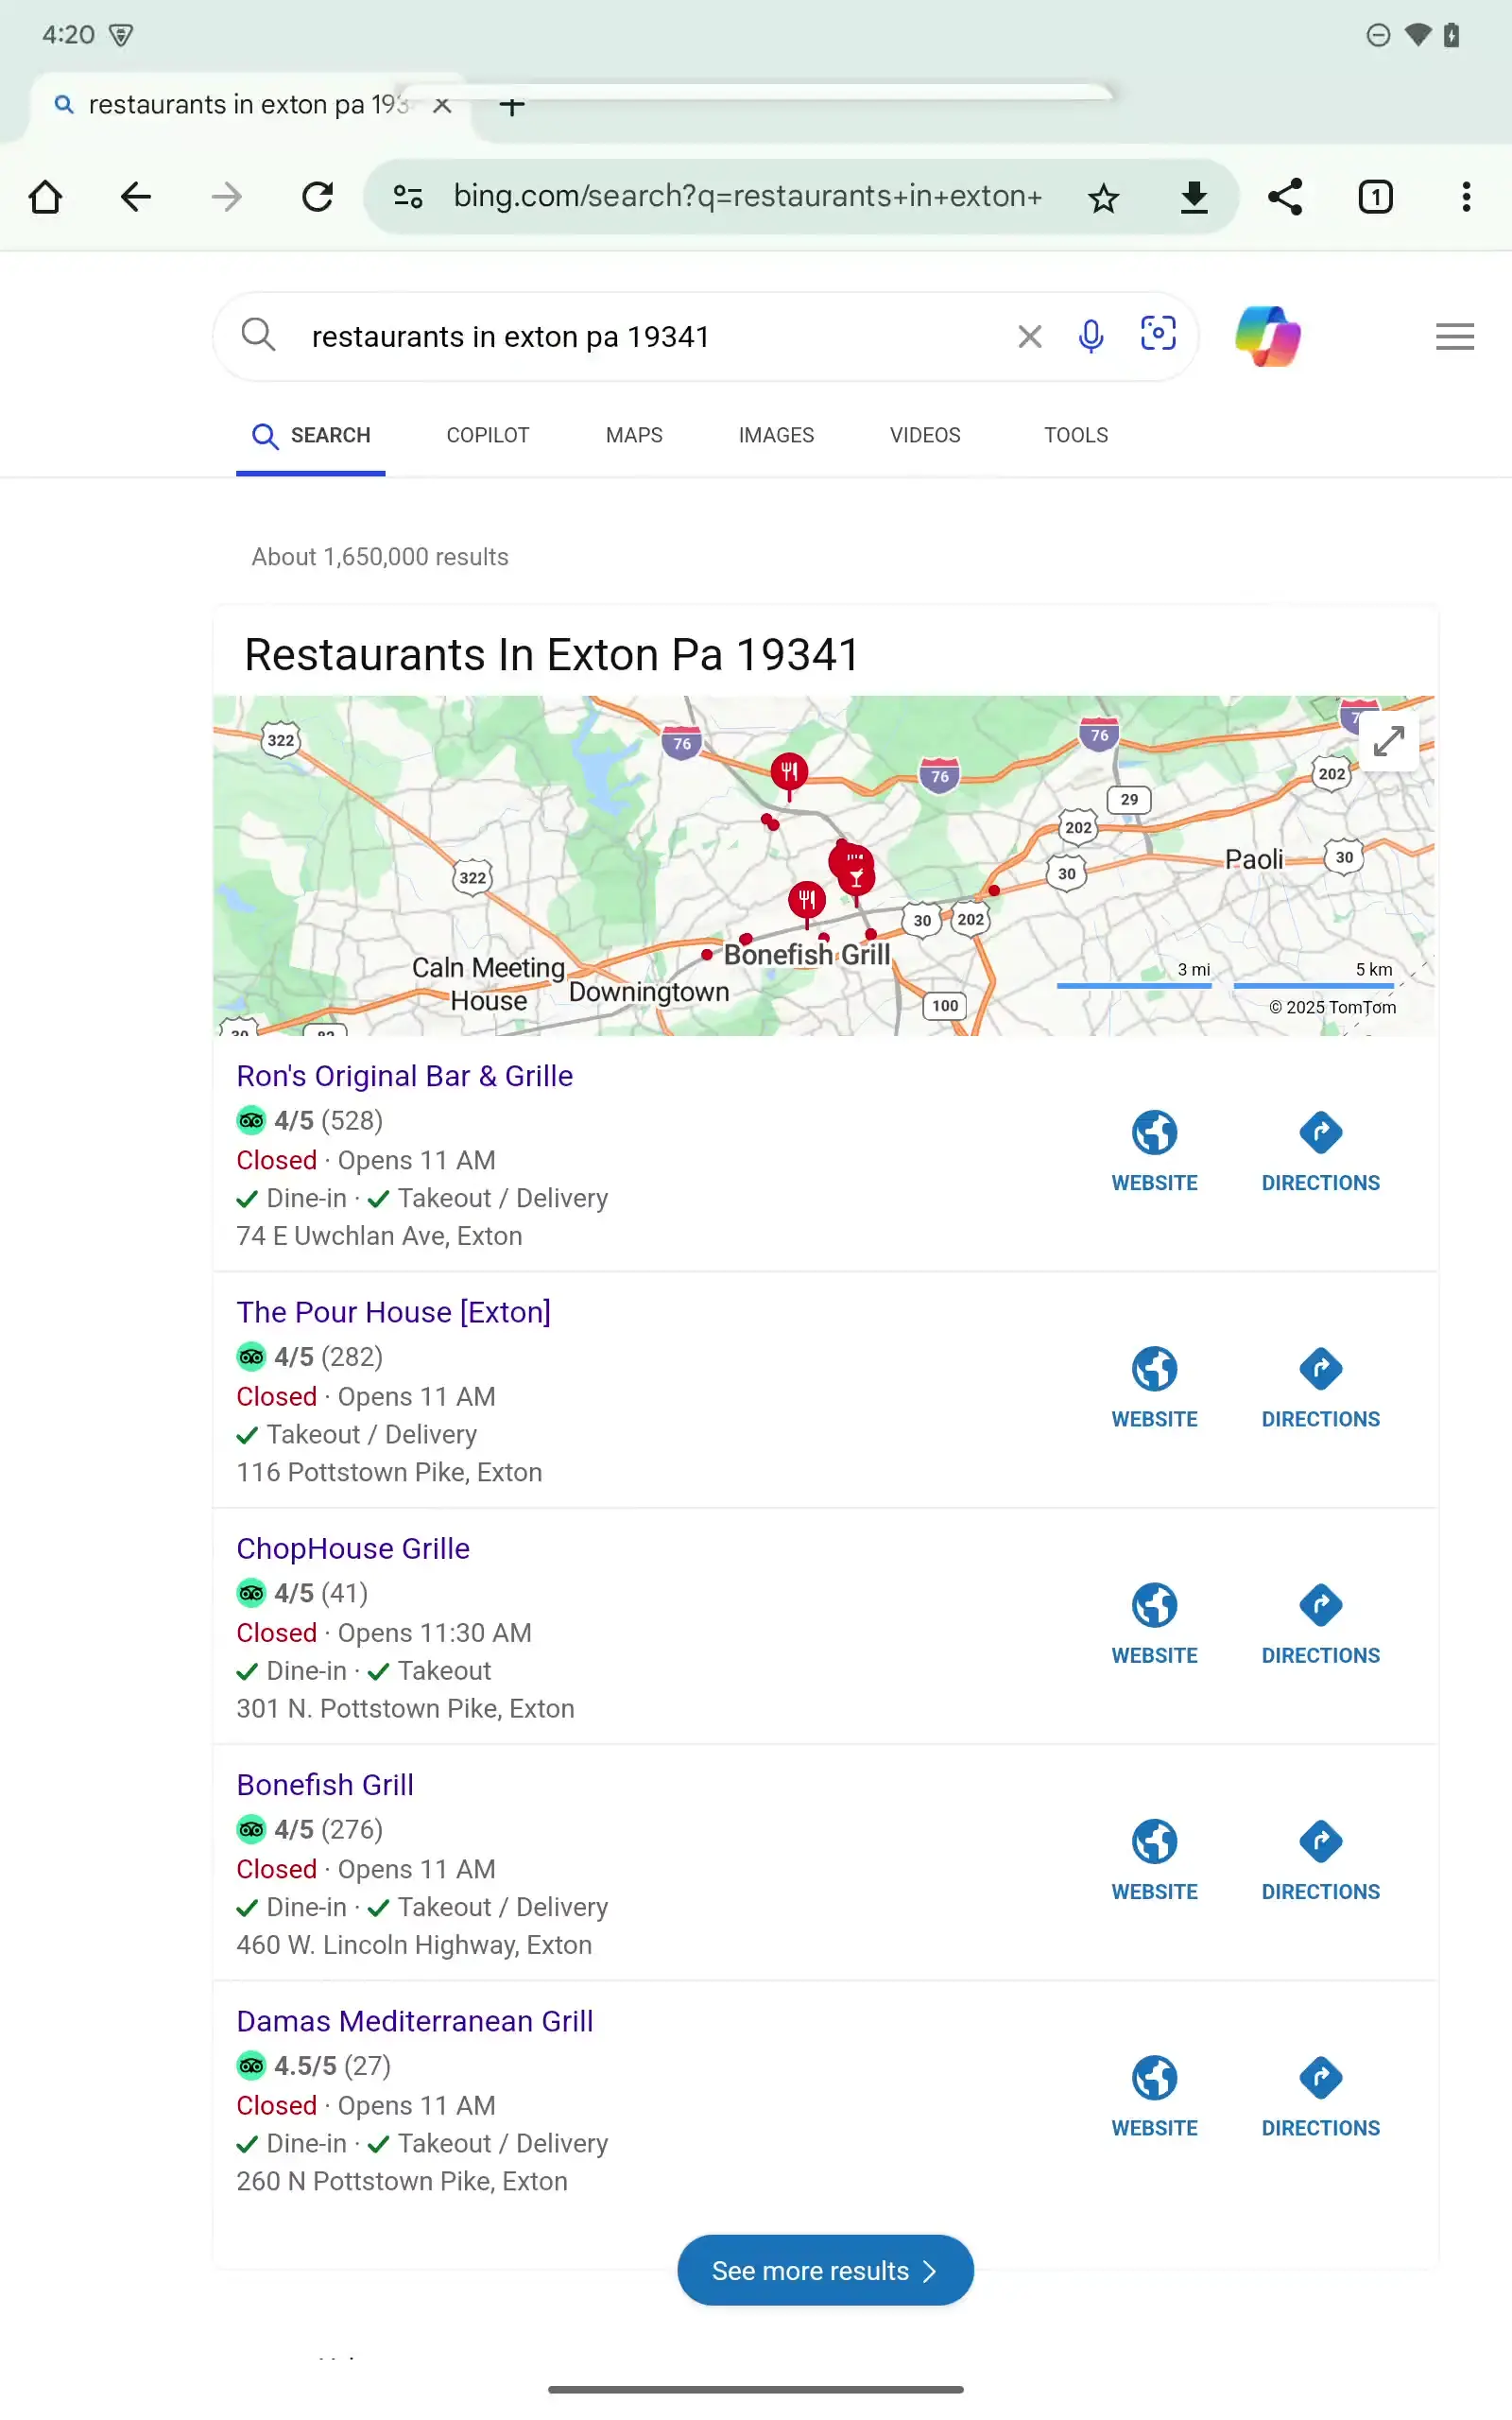 4:20
restaurants in exton pa 193
bing.com/search?q=restaurants+in+exton+
1
restaurants in exton pa 19341
SEARCH
COPILOT
MAPS
IMAGES
VIDEOS
TOOLS
About 1,650,000 results
Restaurants In Exton Pa 19341
322
76
76
76
202
29
202
30
Paoli
30
322
30
202
Bonefish Grill
Caln Meeting
House
Downingtown
100
3 mi
5 km
© 2025 TomTom
Ron's Original Bar & Grille
4/5 (528)
Closed · Opens 11 AM
Dine-in · Takeout / Delivery
74 E Uwchlan Ave, Exton
WEBSITE
DIRECTIONS
The Pour House [Exton]
4/5 (282)
Closed · Opens 11 AM
Takeout / Delivery
116 Pottstown Pike, Exton
WEBSITE
DIRECTIONS
ChopHouse Grille
4/5 (41)
Closed · Opens 11:30 AM
Dine-in · Takeout
301 N. Pottstown Pike, Exton
WEBSITE
DIRECTIONS
Bonefish Grill
4/5 (276)
Closed · Opens 11 AM
Dine-in · Takeout / Delivery
460 W. Lincoln Highway, Exton
WEBSITE
DIRECTIONS
Damas Mediterranean Grill
4.5/5 (27)
Closed · Opens 11 AM
Dine-in · Takeout / Delivery
260 N Pottstown Pike, Exton
WEBSITE
DIRECTIONS
See more results